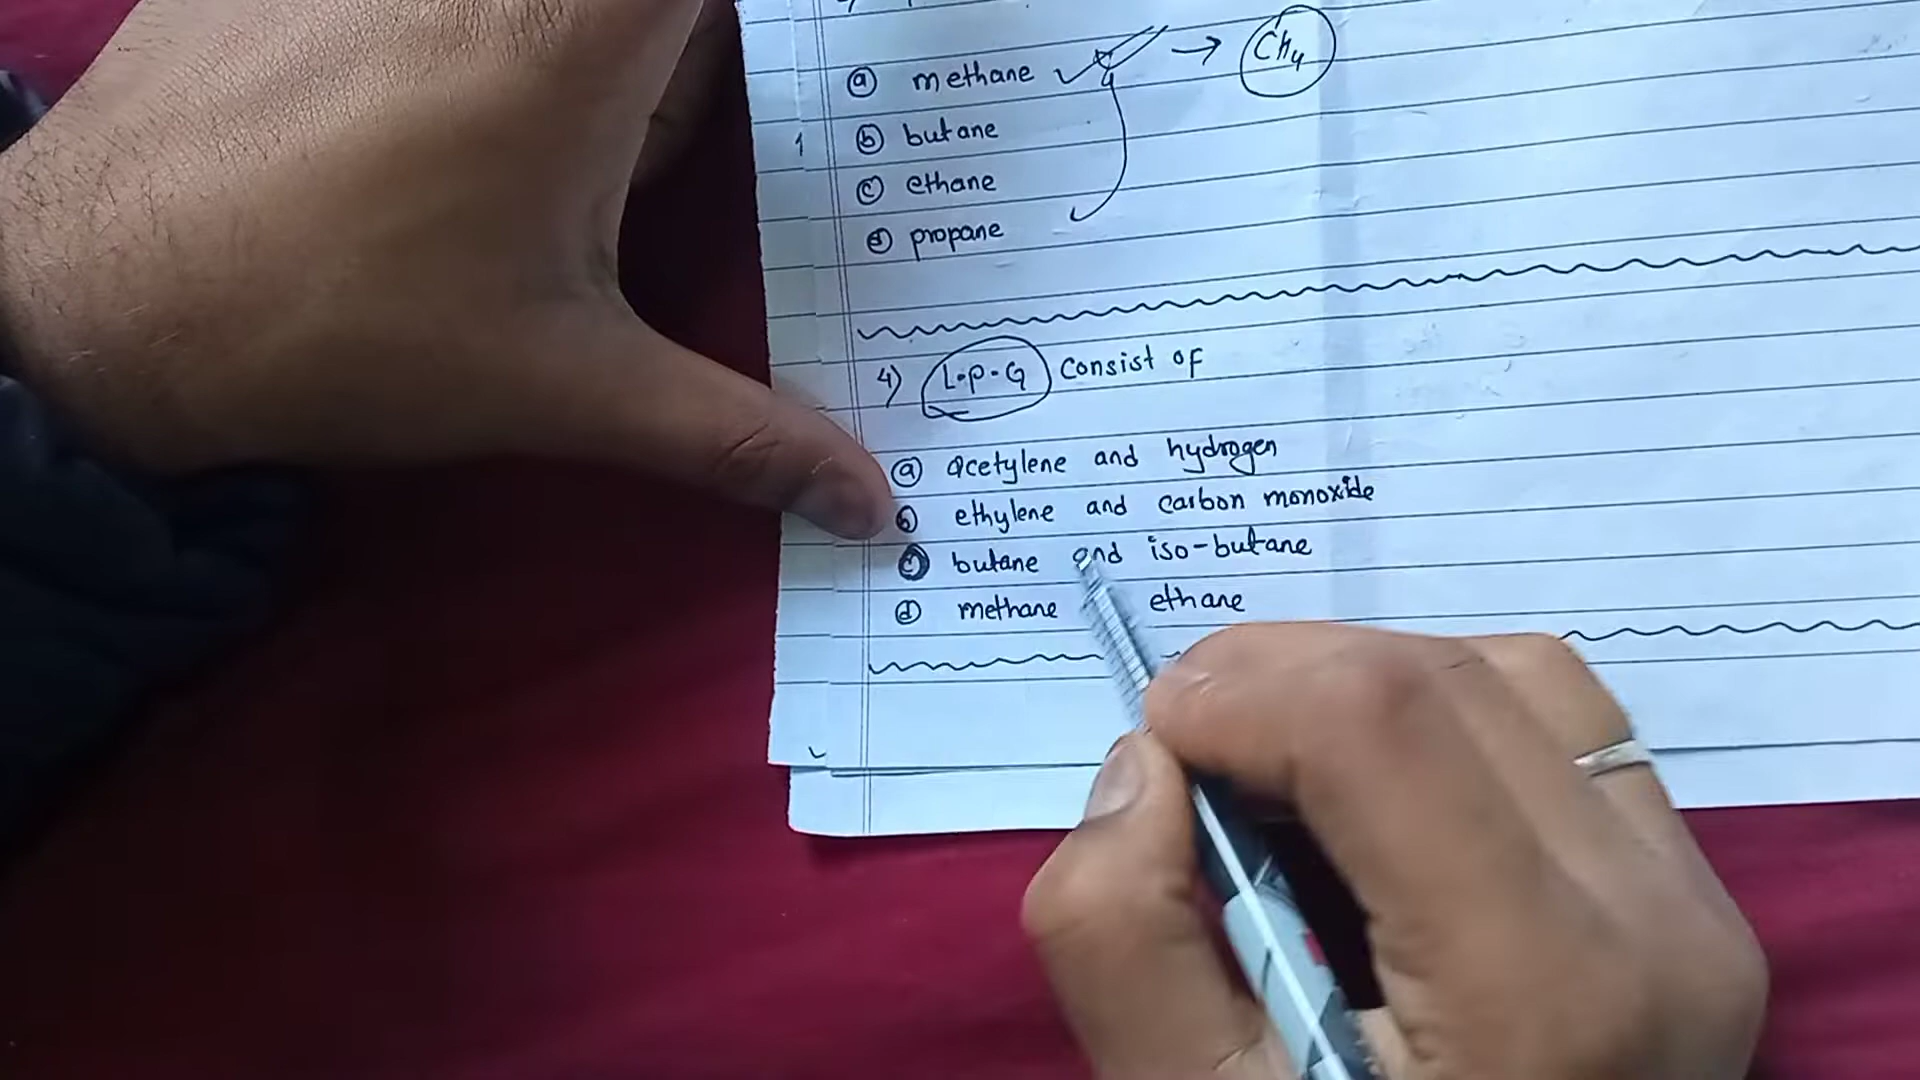 ⓐ methane → CH4
ⓑ butane
ⓒ ethane
ⓓ propane
4) L.P.G Consist of
ⓐ acetylene and hydrogen
ⓑ ethylene and carbon monoxide
ⓒ butane and iso-butane
ⓓ methane ethane